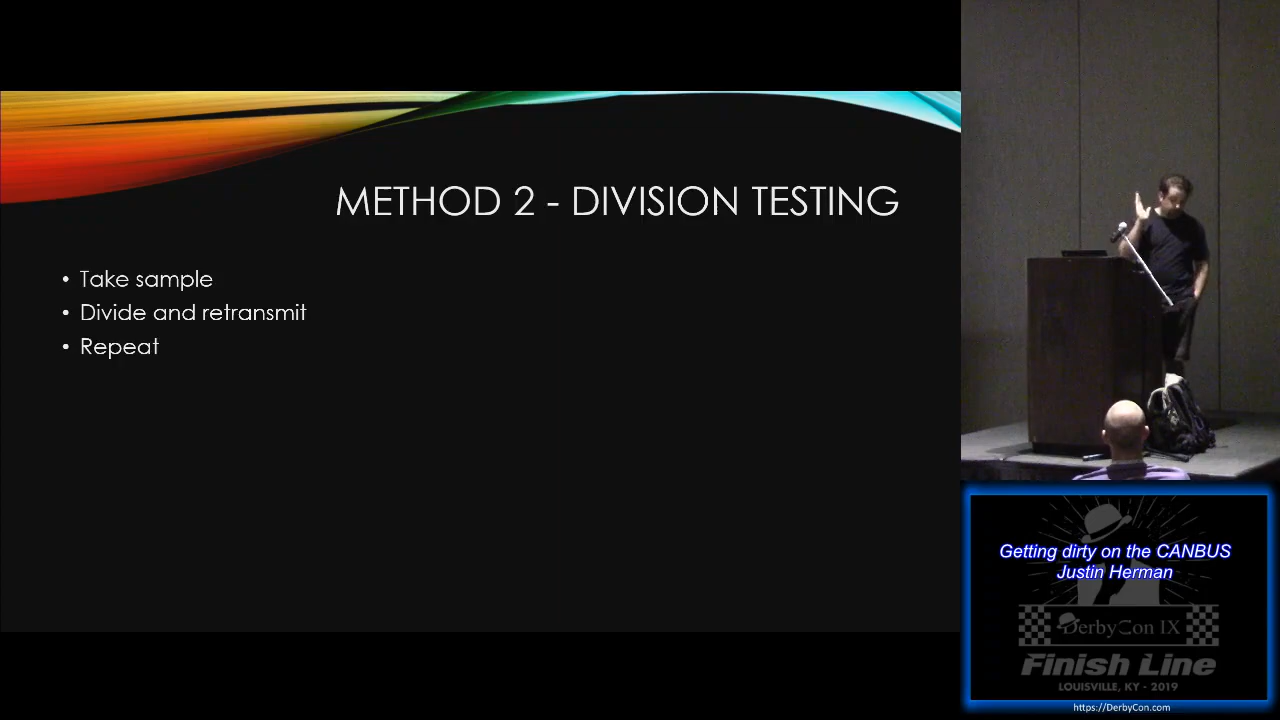 METHOD 2 - DIVISION TESTING
• Take sample
• Divide and retransmit
• Repeat
Getting dirty on the CANBUS
Justin Herman
DerbyCon IX
Finish Line
LOUISVILLE, KY - 2019
https://DerbyCon.com